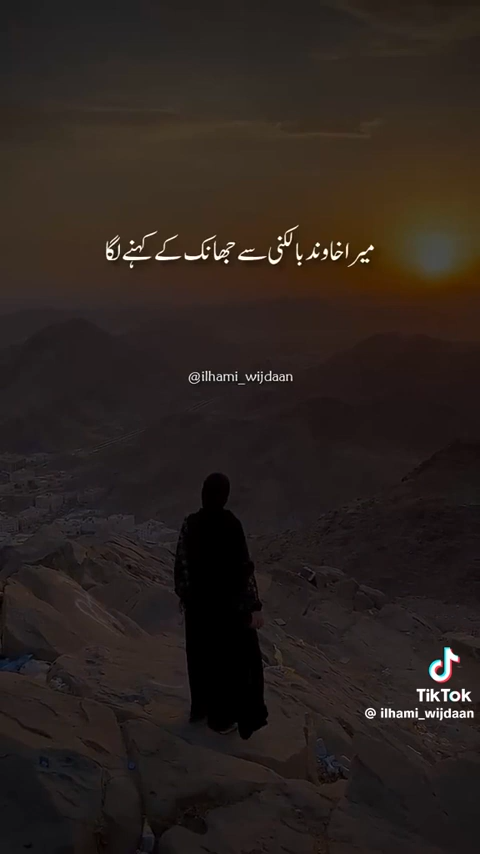 میرا خاوند بالکنی سے جھانک کے کہنے لگا
@ilhami_wijdaan
TikTok
@ ilhami_wijdaan